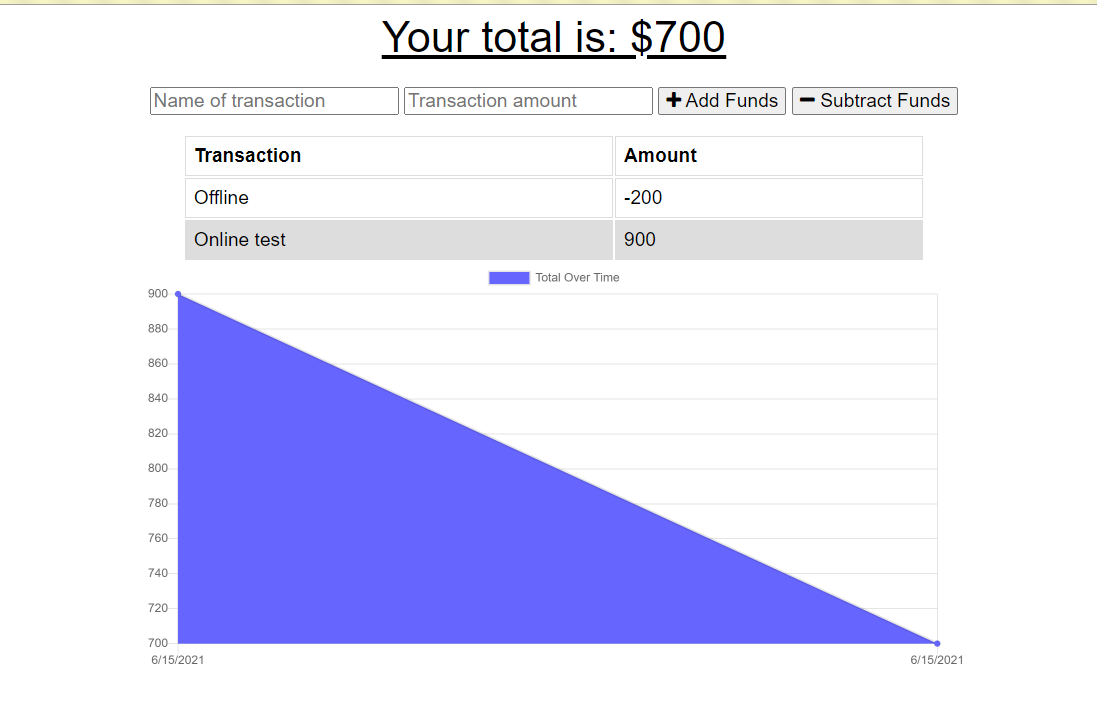 Your total is: $700
Name of transaction Transaction amount Add Funds Subtract Funds
Transaction Amount
Offline -200
Online test 900
Total Over Time
900
880
860
840
820
800
780
760
740
720
700
6/15/2021 6/15/2021